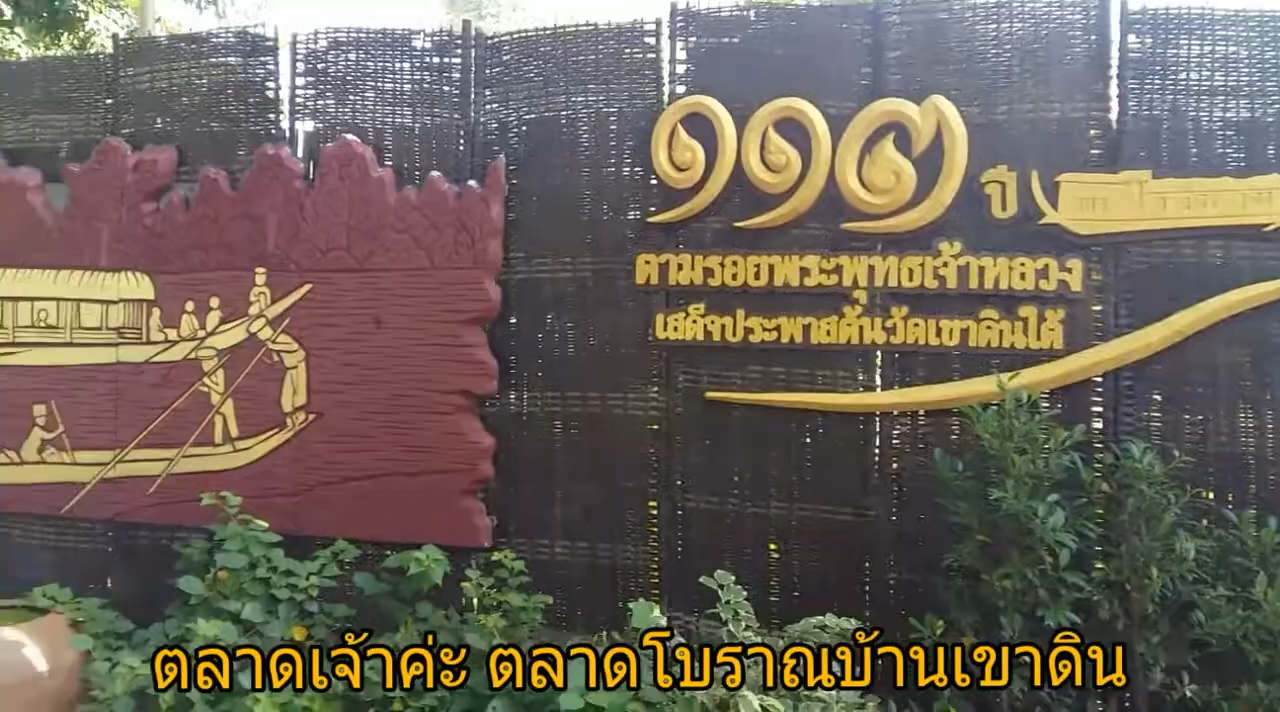 ๑๑๓ ปี
ตามรอยพระพุทธเจ้าหลวง
เสด็จประพาสต้นวัดเขาดินใต้
ตลาดเจ้าค่ะ ตลาดโบราณบ้านเขาดิน